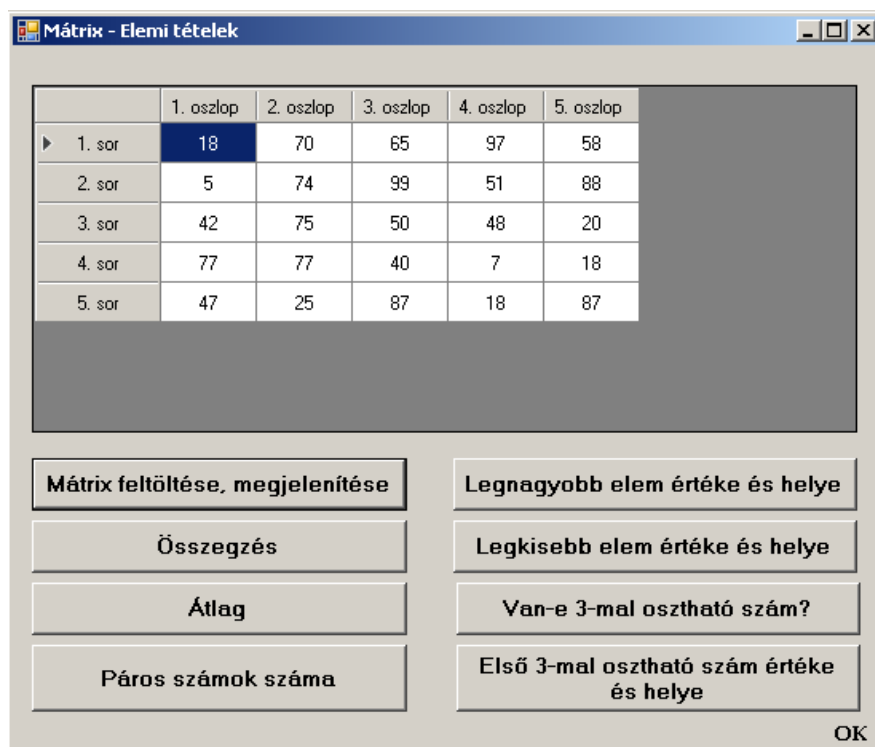 Mátrix - Elemi tételek
1. oszlop 2. oszlop 3. oszlop 4. oszlop 5. oszlop
1. sor 18 70 65 97 58
2. sor 5 74 99 51 88
3. sor 42 75 50 48 20
4. sor 77 77 40 7 18
5. sor 47 25 87 18 87
Mátrix feltöltése, megjelenítése
Legnagyobb elem értéke és helye
Összegzés
Legkisebb elem értéke és helye
Átlag
Van-e 3-mal osztható szám?
Páros számok száma
Első 3-mal osztható szám értéke
és helye
OK